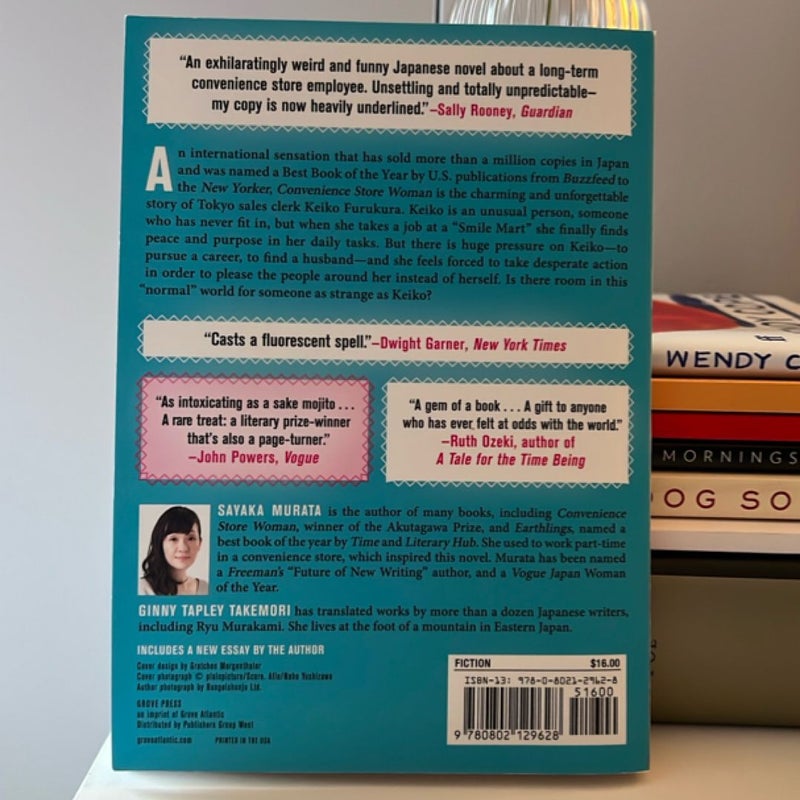 “An exhilaratingly weird and funny Japanese novel about a long-term
convenience store employee. Unsettling and totally unpredictable—
my copy is now heavily underlined.”—Sally Rooney, Guardian
An international sensation that has sold more than a million copies in Japan
and was named a Best Book of the Year by U.S. publications from Buzzfeed to
the New Yorker, Convenience Store Woman is the charming and unforgettable
story of Tokyo sales clerk Keiko Furukura. Keiko is an unusual person, someone
who has never fit in, but when she takes a job at a “Smile Mart” she finally finds
peace and purpose in her daily tasks. But there is huge pressure on Keiko—to
pursue a career, to find a husband—and she feels forced to take desperate action
in order to please the people around her instead of herself. Is there room in this
“normal” world for someone as strange as Keiko?
“Casts a fluorescent spell.”—Dwight Garner, New York Times
“As intoxicating as a sake mojito . . .
A rare treat: a literary prize-winner
that’s also a page-turner.”
—John Powers, Vogue
“A gem of a book . . . A gift to anyone
who has ever felt at odds with the world.”
—Ruth Ozeki, author of
A Tale for the Time Being
SAYAKA MURATA is the author of many books, including Convenience
Store Woman, winner of the Akutagawa Prize, and Earthlings, named a
best book of the year by Time and Literary Hub. She used to work part-time
in a convenience store, which inspired this novel. Murata has been named
a Freeman’s “Future of New Writing” author, and a Vogue Japan Woman
of the Year.
GINNY TAPLEY TAKEMORI has translated works by more than a dozen Japanese writers,
including Ryu Murakami. She lives at the foot of a mountain in Eastern Japan.
INCLUDES A NEW ESSAY BY THE AUTHOR
Cover design by Gretchen Mergenthaler
Cover photograph © plainpicture/Score. Aflo/Naho Yoshizawa
Author photograph by Bungeishunju Ltd.
GROVE PRESS
an imprint of Grove Atlantic
Distributed by Publishers Group West
groveatlantic.com PRINTED IN THE USA
FICTION $16.00
ISBN-13: 978-0-8021-2962-8
51600
9 780802 129628
WENDY C
MORNINGS
DOG SO